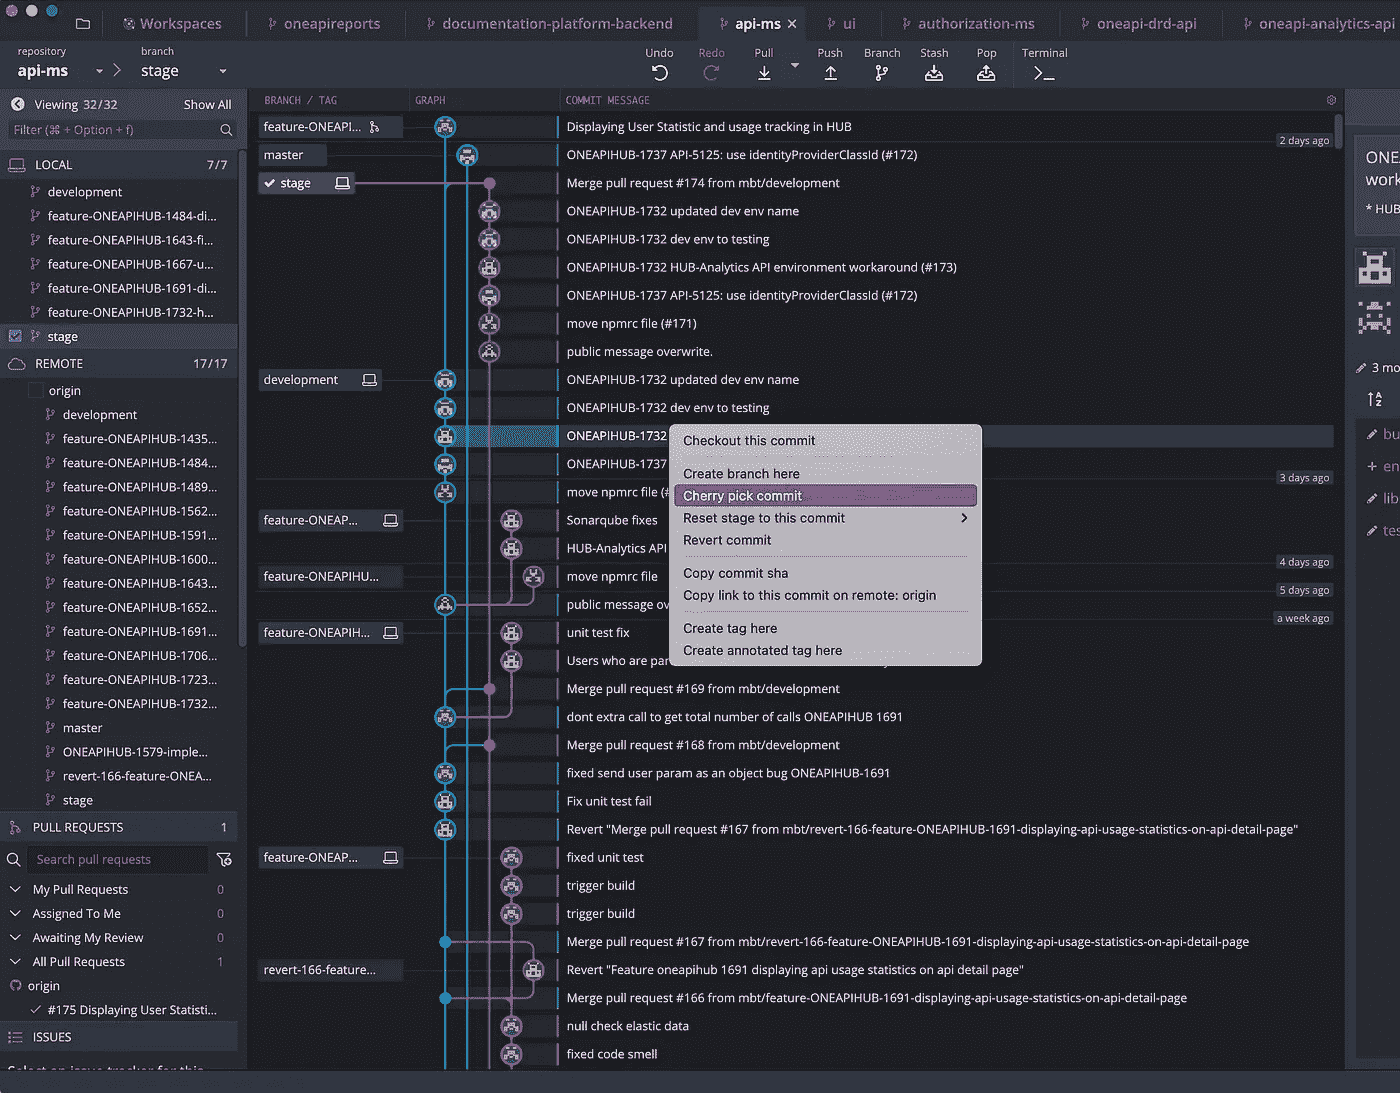 Workspaces
oneapireports
documentation-platform-backend
api-ms
ui
authorization-ms
oneapi-drd-api
oneapi-analytics-api
repository
api-ms
branch
stage
Undo
Redo
Pull
Push
Branch
Stash
Pop
Terminal
Viewing 32/32
Show All
Filter (⌘ + Option + f)
LOCAL 7/7
development
feature-ONEAPIHUB-1484-di...
feature-ONEAPIHUB-1643-fi...
feature-ONEAPIHUB-1667-u...
feature-ONEAPIHUB-1691-di...
feature-ONEAPIHUB-1732-h...
stage
REMOTE 17/17
origin
development
feature-ONEAPIHUB-1435...
feature-ONEAPIHUB-1484...
feature-ONEAPIHUB-1489...
feature-ONEAPIHUB-1562...
feature-ONEAPIHUB-1591...
feature-ONEAPIHUB-1600...
feature-ONEAPIHUB-1643...
feature-ONEAPIHUB-1652...
feature-ONEAPIHUB-1691...
feature-ONEAPIHUB-1706...
feature-ONEAPIHUB-1723...
feature-ONEAPIHUB-1732...
master
ONEAPIHUB-1579-imple...
revert-166-feature-ONEA...
stage
PULL REQUESTS 1
Search pull requests
My Pull Requests 0
Assigned To Me 0
Awaiting My Review 0
All Pull Requests 1
origin
#175 Displaying User Statisti...
ISSUES
BRANCH / TAG
GRAPH
COMMIT MESSAGE
feature-ONEAPI...
Displaying User Statistic and usage tracking in HUB
2 days ago
master
ONEAPIHUB-1737 API-5125: use identityProviderClassId (#172)
stage
Merge pull request #174 from mbt/development
ONEAPIHUB-1732 updated dev env name
ONEAPIHUB-1732 dev env to testing
ONEAPIHUB-1732 HUB-Analytics API environment workaround (#173)
ONEAPIHUB-1737 API-5125: use identityProviderClassId (#172)
move npmrc file (#171)
public message overwrite.
development
ONEAPIHUB-1732 updated dev env name
ONEAPIHUB-1732 dev env to testing
ONEAPIHUB-1732
ONEAPIHUB-1737
3 days ago
move npmrc file (#
feature-ONEAP...
Sonarqube fixes
HUB-Analytics API
4 days ago
feature-ONEAPIHU...
move npmrc file
5 days ago
public message ov
a week ago
feature-ONEAPIH...
unit test fix
Users who are par
Merge pull request #169 from mbt/development
dont extra call to get total number of calls ONEAPIHUB 1691
Merge pull request #168 from mbt/development
fixed send user param as an object bug ONEAPIHUB-1691
Fix unit test fail
Revert "Merge pull request #167 from mbt/revert-166-feature-ONEAPIHUB-1691-displaying-api-usage-statistics-on-api-detail-page"
feature-ONEAP...
fixed unit test
trigger build
trigger build
Merge pull request #167 from mbt/revert-166-feature-ONEAPIHUB-1691-displaying-api-usage-statistics-on-api-detail-page
revert-166-feature...
Revert "Feature oneapihub 1691 displaying api usage statistics on api detail page"
Merge pull request #166 from mbt/feature-ONEAPIHUB-1691-displaying-api-usage-statistics-on-api-detail-page
null check elastic data
fixed code smell
Checkout this commit
Create branch here
Cherry pick commit
Reset stage to this commit
Revert commit
Copy commit sha
Copy link to this commit on remote: origin
Create tag here
Create annotated tag here
ONE
work
* HUB
3 mo
bu
en
lib
tes